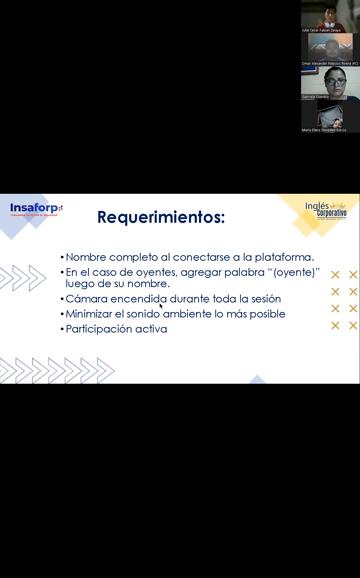 Insaforp
Inglés
Corporativo
Requerimientos:
• Nombre completo al conectarse a la plataforma.
• En el caso de oyentes, agregar palabra "(oyente)"
luego de su nombre.
• Cámara encendida durante toda la sesión
• Minimizar el sonido ambiente lo más posible
• Participación activa